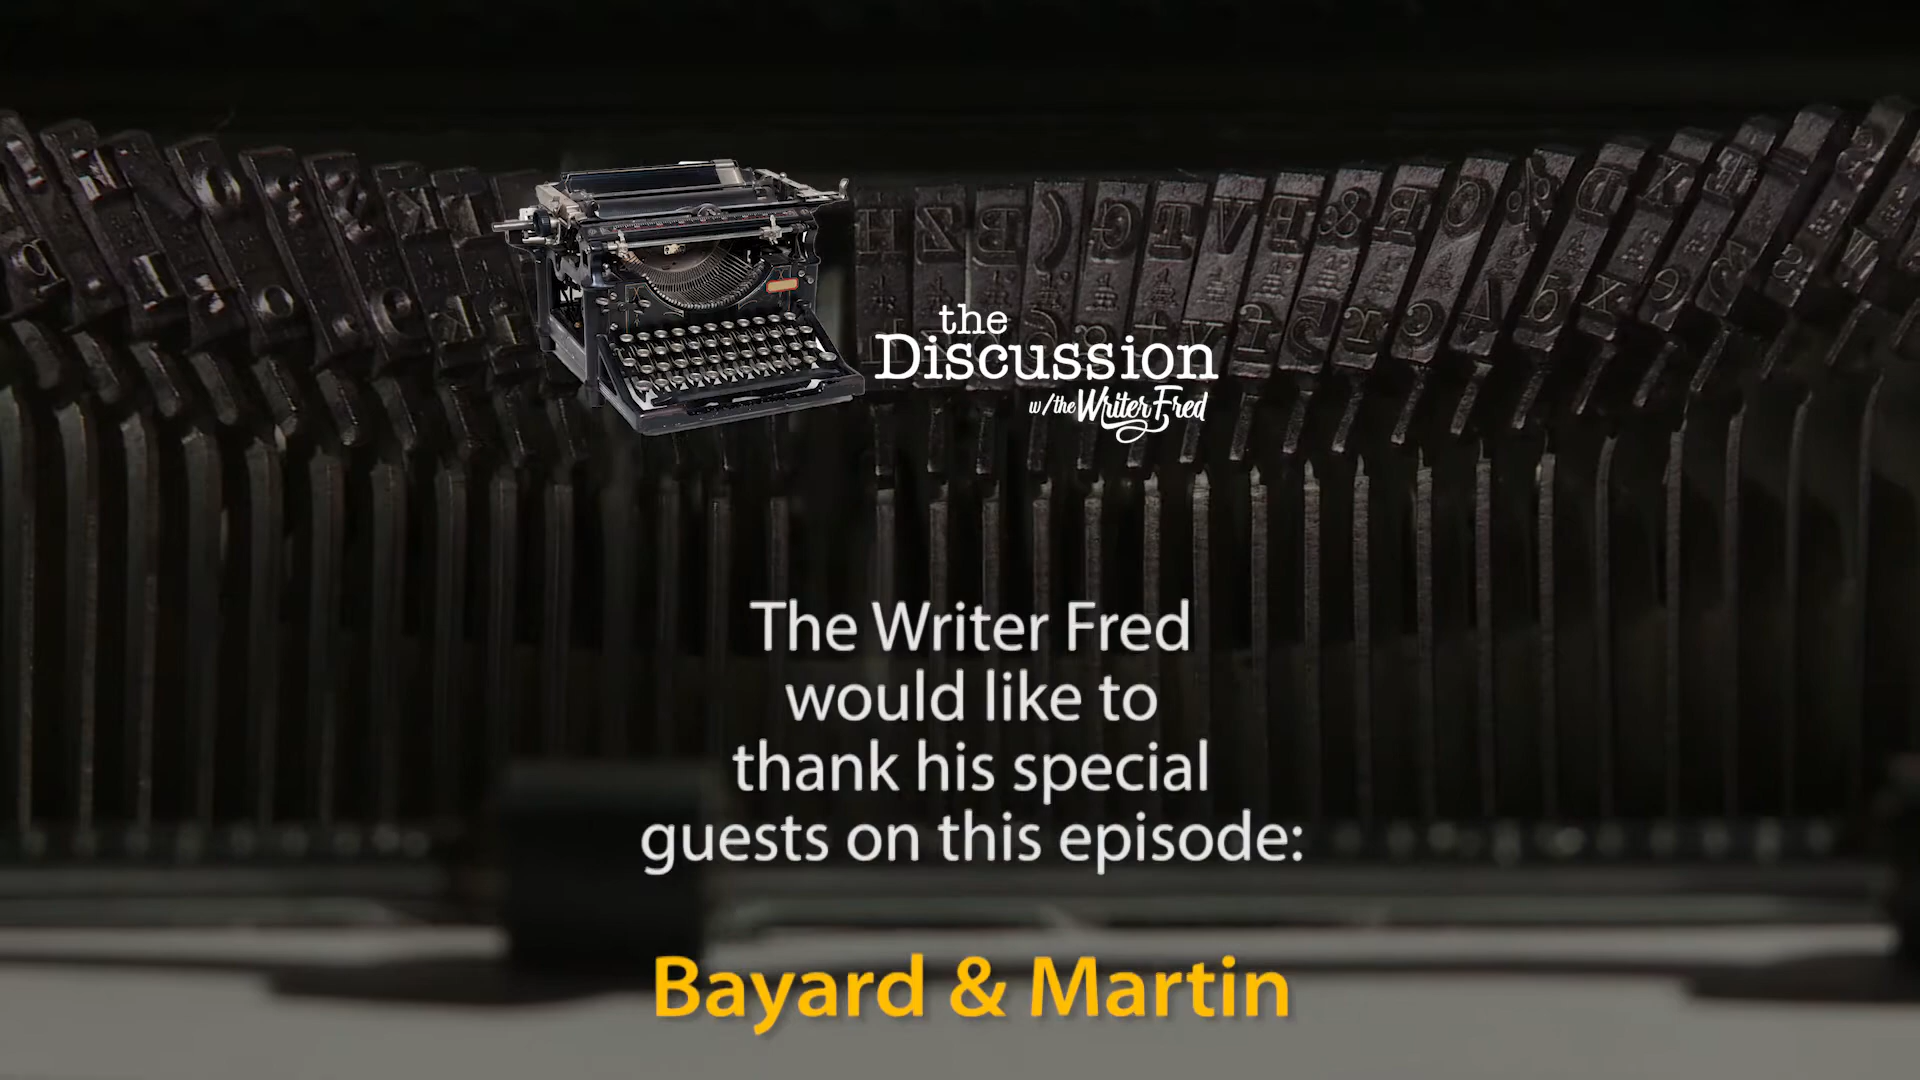 the
Discussion
w/the Writer Fred
The Writer Fred
would like to
thank his special
guests on this episode:
Bayard & Martin